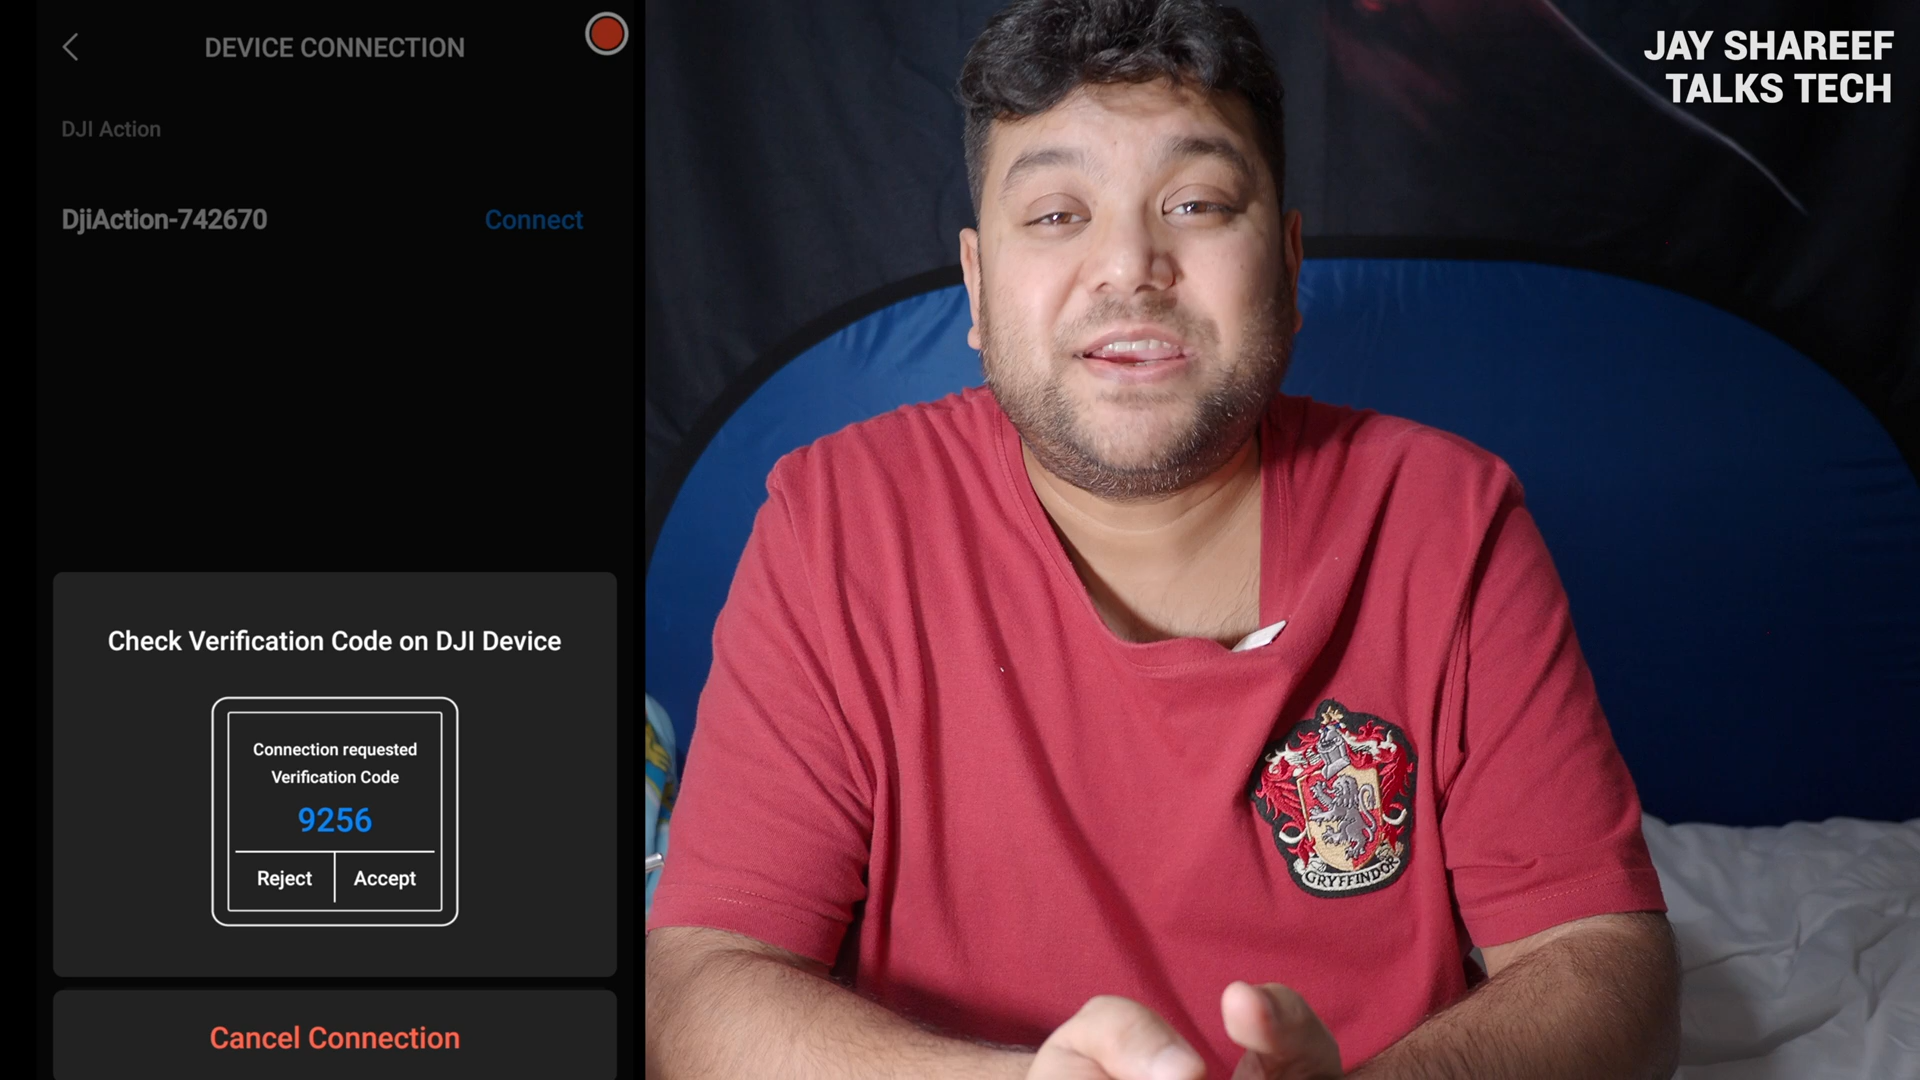 DEVICE CONNECTION
DJI Action
DjiAction-742670
Connect
Check Verification Code on DJI Device
Connection requested
Verification Code
9256
Reject
Accept
Cancel Connection
JAY SHAREEF
TALKS TECH
GRYFFINDOR